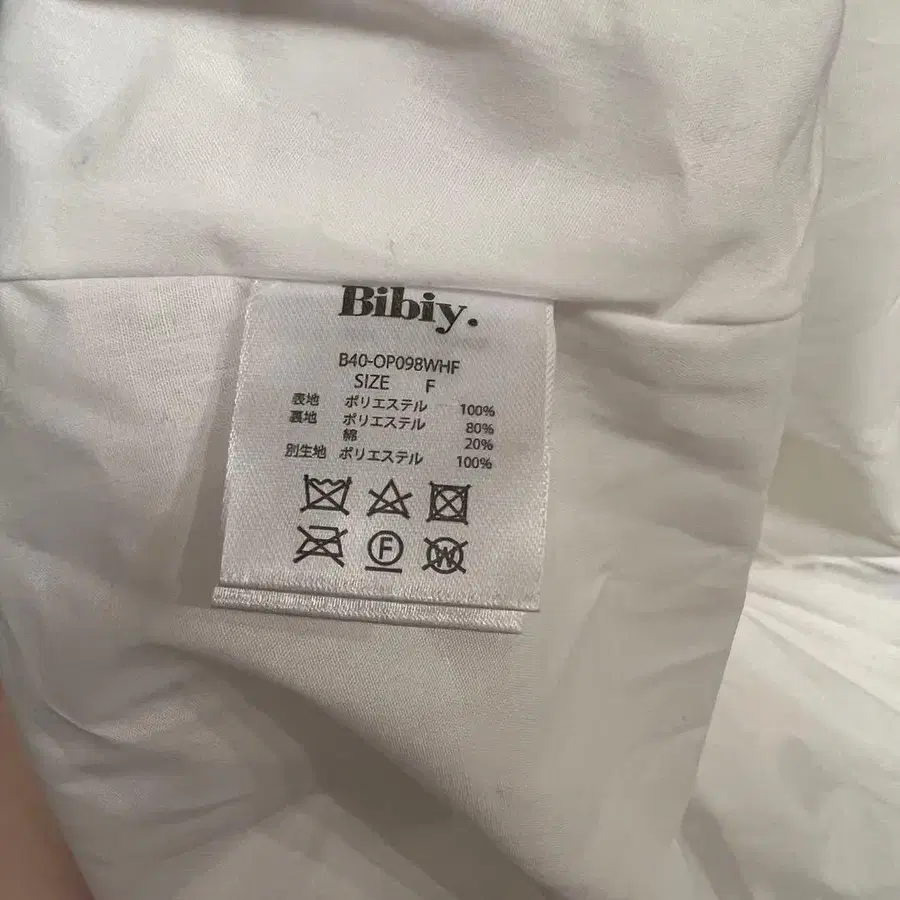 Bibiy.
B40-OP098WHF
SIZE F
表地 ポリエステル 100%
裏地 ポリエステル 80%
綿 20%
別生地 ポリエステル 100%
F
W